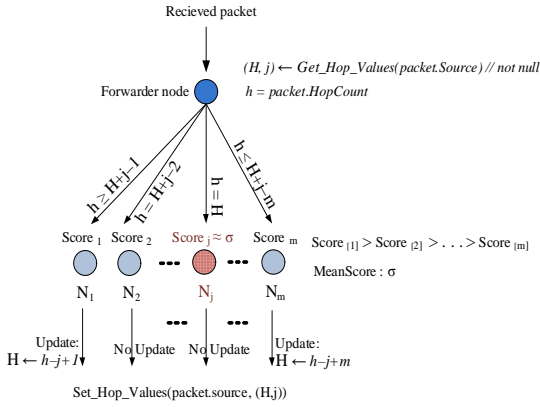 Recieved packet
(H, j) ← Get_Hop_Values(packet.Source) // not null
Forwarder node
h = packet.HopCount
h ≥ H+j−1
h = H+j−2
h = H
h ≤ H+j−m
Score 1
Score 2
Score j ≈ σ
Score m
Score [1] > Score [2] > . . . > Score [m]
MeanScore : σ
N1
N2
Nj
Nm
Update:
H ← h−j+1
No Update
No Update
Update:
H ← h−j+m
Set_Hop_Values(packet.source, (H,j))